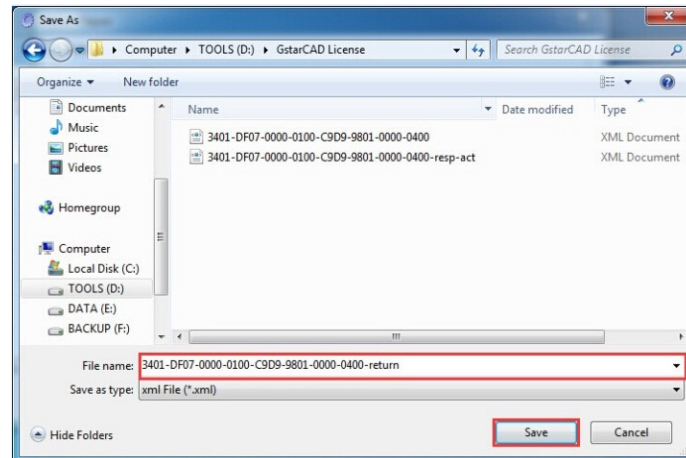 Save As
Computer ▸ TOOLS (D:) ▸ GstarCAD License
Search GstarCAD License
Organize
New folder
Name
Date modified
Type
Documents
Music
Pictures
Videos
Homegroup
Computer
Local Disk (C:)
TOOLS (D:)
DATA (E:)
BACKUP (F:)
3401-DF07-0000-0100-C9D9-9801-0000-0400
XML Document
3401-DF07-0000-0100-C9D9-9801-0000-0400-resp-act
XML Document
File name: 3401-DF07-0000-0100-C9D9-9801-0000-0400-return
Save as type: xml File (*.xml)
Hide Folders
Save
Cancel